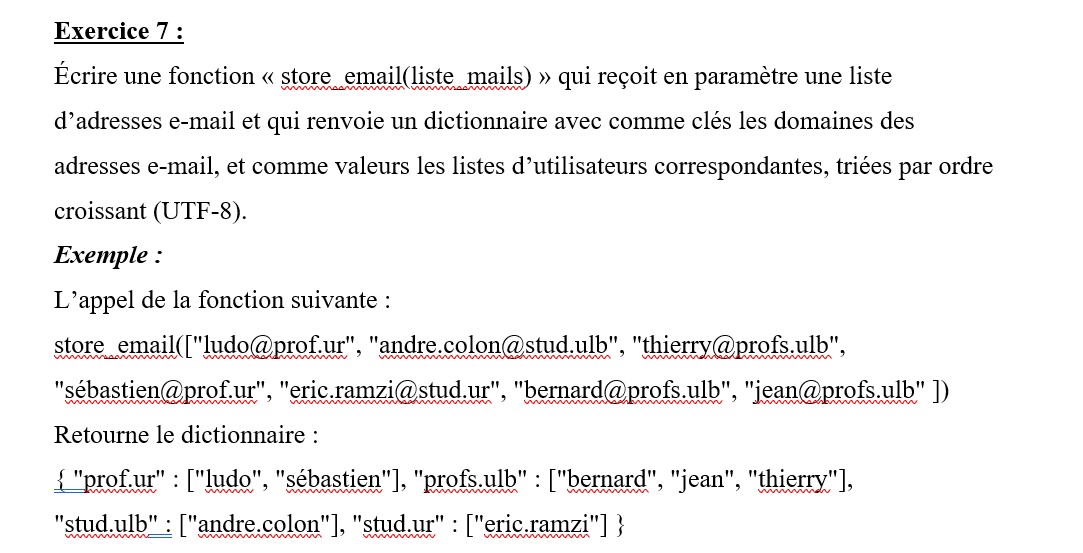 Exercice 7 :
Écrire une fonction « store_email(liste_mails) » qui reçoit en paramètre une liste
d’adresses e-mail et qui renvoie un dictionnaire avec comme clés les domaines des
adresses e-mail, et comme valeurs les listes d’utilisateurs correspondantes, triées par ordre
croissant (UTF-8).
Exemple :
L’appel de la fonction suivante :
store_email(["ludo@prof.ur", "andre.colon@stud.ulb", "thierry@profs.ulb",
"sébastien@prof.ur", "eric.ramzi@stud.ur", "bernard@profs.ulb", "jean@profs.ulb" ])
Retourne le dictionnaire :
{ "prof.ur" : ["ludo", "sébastien"], "profs.ulb" : ["bernard", "jean", "thierry"],
"stud.ulb" : ["andre.colon"], "stud.ur" : ["eric.ramzi"] }